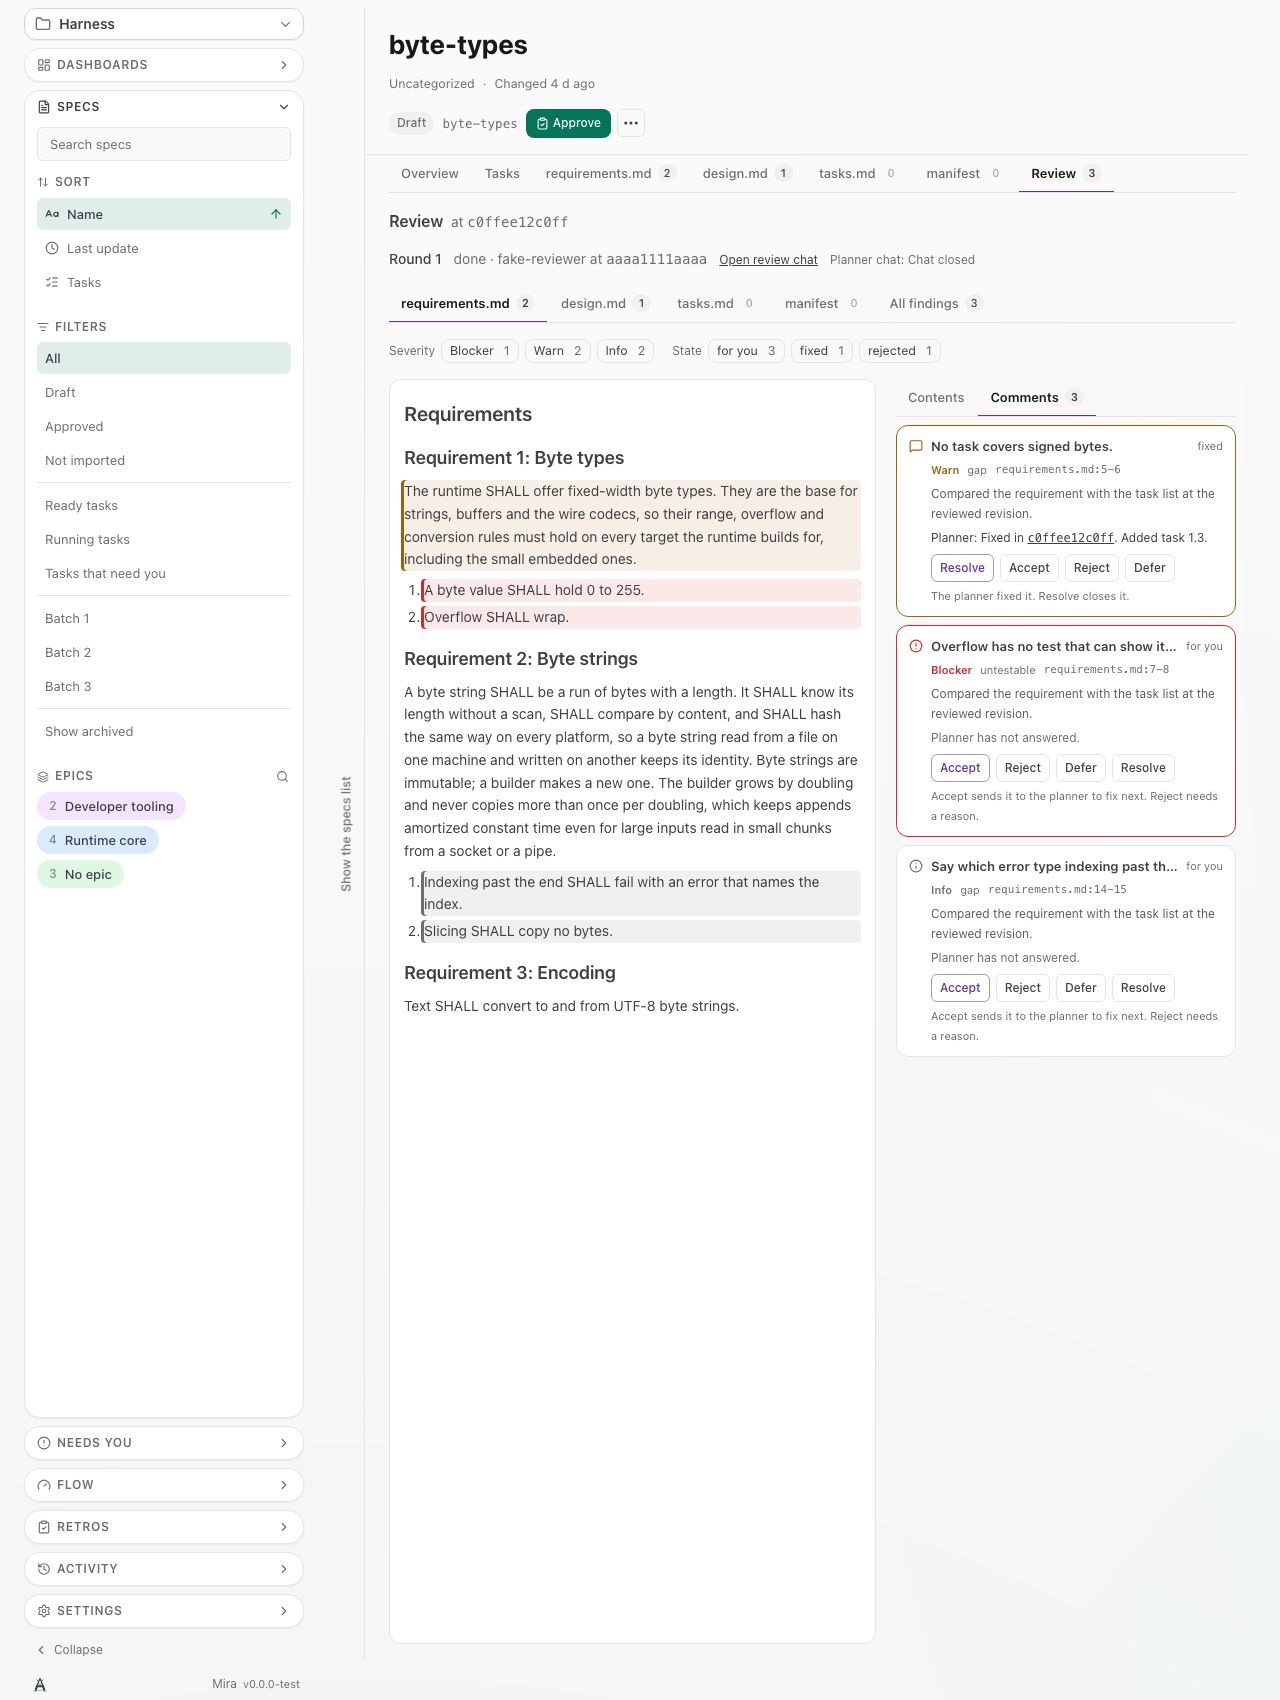 Harness
DASHBOARDS
SPECS
Search specs
SORT
Aa Name
Last update
Tasks
FILTERS
All
Draft
Approved
Not imported
Ready tasks
Running tasks
Tasks that need you
Batch 1
Batch 2
Batch 3
Show archived
EPICS
2 Developer tooling
4 Runtime core
3 No epic
NEEDS YOU
FLOW
RETROS
ACTIVITY
SETTINGS
Collapse
Mira v0.0.0-test
Show the specs list
byte-types
Uncategorized · Changed 4 d ago
Draft byte-types Approve
Overview Tasks requirements.md 2 design.md 1 tasks.md 0 manifest 0 Review 3
Review at c0ffee12c0ff
Round 1 done · fake-reviewer at aaaa1111aaaa Open review chat Planner chat: Chat closed
requirements.md 2 design.md 1 tasks.md 0 manifest 0 All findings 3
Severity Blocker 1 Warn 2 Info 2 State for you 3 fixed 1 rejected 1
Requirements
Requirement 1: Byte types
The runtime SHALL offer fixed-width byte types. They are the base for
strings, buffers and the wire codecs, so their range, overflow and
conversion rules must hold on every target the runtime builds for,
including the small embedded ones.
1. A byte value SHALL hold 0 to 255.
2. Overflow SHALL wrap.
Requirement 2: Byte strings
A byte string SHALL be a run of bytes with a length. It SHALL know its
length without a scan, SHALL compare by content, and SHALL hash
the same way on every platform, so a byte string read from a file on
one machine and written on another keeps its identity. Byte strings are
immutable; a builder makes a new one. The builder grows by doubling
and never copies more than once per doubling, which keeps appends
amortized constant time even for large inputs read in small chunks
from a socket or a pipe.
1. Indexing past the end SHALL fail with an error that names the
index.
2. Slicing SHALL copy no bytes.
Requirement 3: Encoding
Text SHALL convert to and from UTF-8 byte strings.
Contents Comments 3
No task covers signed bytes. fixed
Warn gap requirements.md:5–6
Compared the requirement with the task list at the
reviewed revision.
Planner: Fixed in c0ffee12c0ff. Added task 1.3.
Resolve Accept Reject Defer
The planner fixed it. Resolve closes it.
Overflow has no test that can show it... for you
Blocker untestable requirements.md:7–8
Compared the requirement with the task list at the
reviewed revision.
Planner has not answered.
Accept Reject Defer Resolve
Accept sends it to the planner to fix next. Reject needs
a reason.
Say which error type indexing past th... for you
Info gap requirements.md:14–15
Compared the requirement with the task list at the
reviewed revision.
Planner has not answered.
Accept Reject Defer Resolve
Accept sends it to the planner to fix next. Reject needs
a reason.